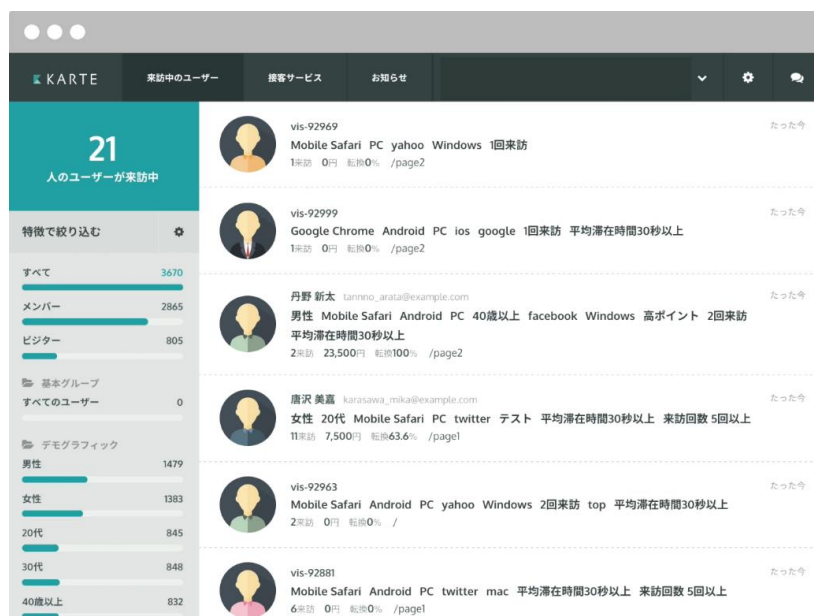 KARTE
来訪中のユーザー
接客サービス
お知らせ
21
人のユーザーが来訪中
特徴で絞り込む
すべて 3670
メンバー 2865
ビジター 805
基本グループ
すべてのユーザー 0
デモグラフィック
男性 1479
女性 1383
20代 845
30代 848
40歳以上 832
vis-92969 たった今
Mobile Safari PC yahoo Windows 1回来訪
1来訪 0円 転換0% /page2
vis-92999 たった今
Google Chrome Android PC ios google 1回来訪 平均滞在時間30秒以上
1来訪 0円 転換0% /page2
丹野 新太 tannno_arata@example.com たった今
男性 Mobile Safari Android PC 40歳以上 facebook Windows 高ポイント 2回来訪
平均滞在時間30秒以上
2来訪 23,500円 転換100% /page2
唐沢 美嘉 karasawa_mika@example.com たった今
女性 20代 Mobile Safari PC twitter テスト 平均滞在時間30秒以上 来訪回数 5回以上
11来訪 7,500円 転換63.6% /page1
vis-92963 たった今
Mobile Safari Android PC yahoo Windows 2回来訪 top 平均滞在時間30秒以上
2来訪 0円 転換0% /
vis-92881 たった今
Mobile Safari Android PC twitter mac 平均滞在時間30秒以上 来訪回数 5回以上
6来訪 0円 転換0% /page1